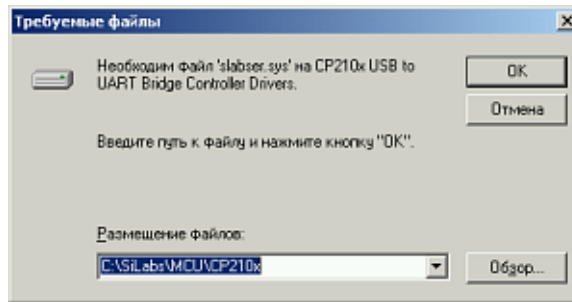 Требуемые файлы
Необходим файл 'slabser.sys' на CP210x USB to
UART Bridge Controller Drivers.
OK
Отмена
Введите путь к файлу и нажмите кнопку "OK".
Размещение файлов:
C:\SiLabs\MCU\CP210x
Обзор...